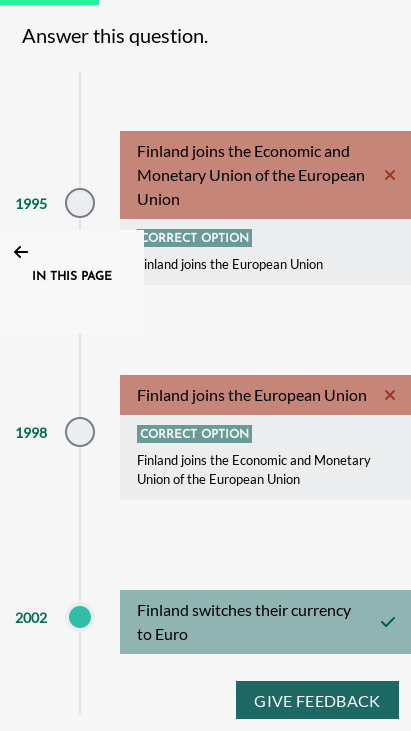 Answer this question.
Finland joins the Economic and
Monetary Union of the European
Union
1995
CORRECT OPTION
Finland joins the European Union
IN THIS PAGE
Finland joins the European Union
1998
CORRECT OPTION
Finland joins the Economic and Monetary
Union of the European Union
2002
Finland switches their currency
to Euro
GIVE FEEDBACK